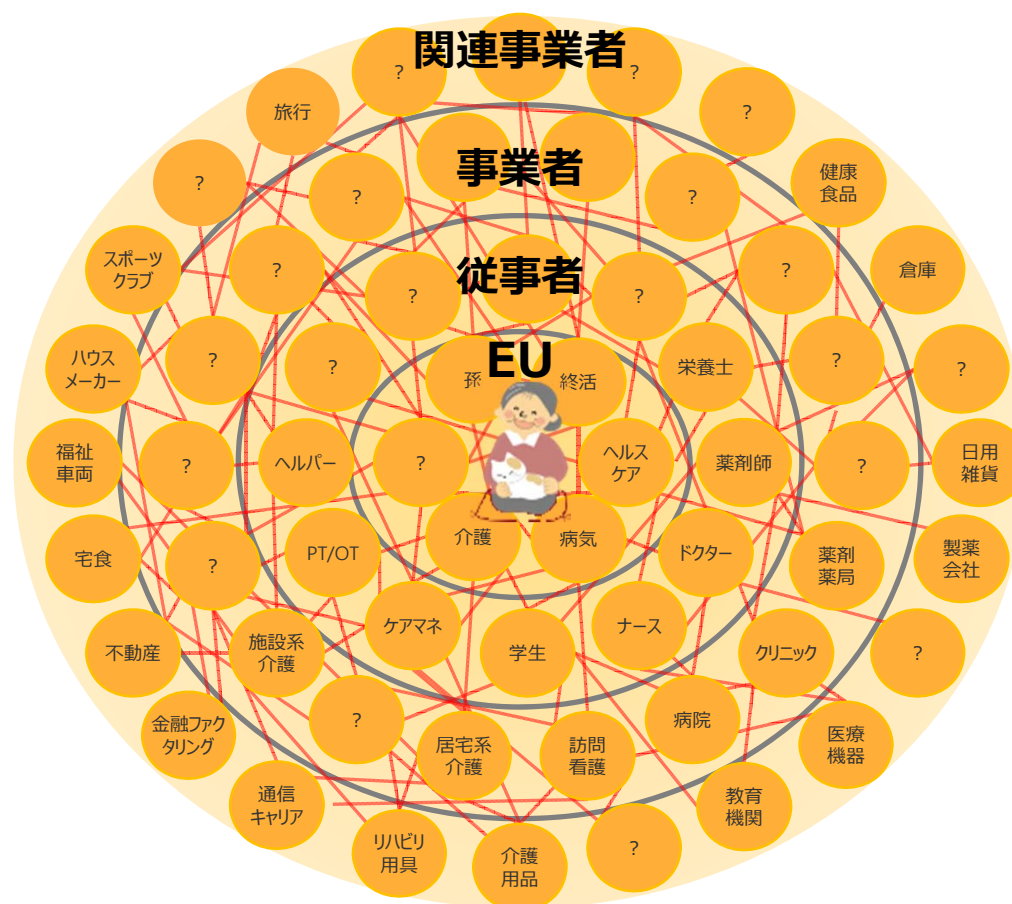 関連事業者
?
?
旅行
?
?
健康
食品
事業者
?
?
スポーツ
クラブ
?
従事者
?
?
?
倉庫
ハウス
メーカー
?
?
EU
孫
終活
栄養士
?
?
福祉
車両
?
ヘルパー
?
ヘルス
ケア
薬剤師
?
日用
雑貨
宅食
?
PT/OT
介護
病気
ドクター
薬剤
薬局
製薬
会社
不動産
施設系
介護
ケアマネ
学生
ナース
クリニック
?
金融ファク
タリング
?
居宅系
介護
訪問
看護
病院
医療
機器
通信
キャリア
リハビリ
用具
介護
用品
?
教育
機関